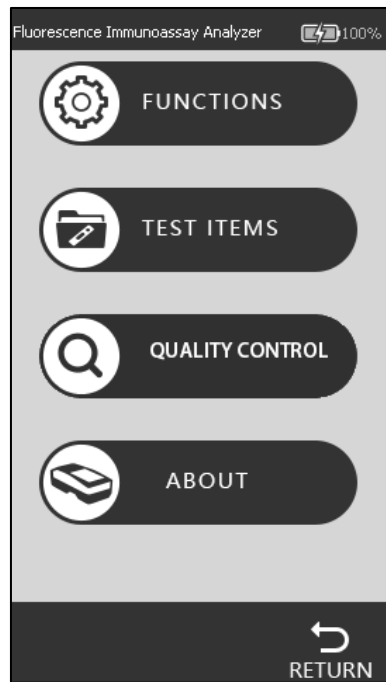 Fluorescence Immunoassay Analyzer 100%
FUNCTIONS
TEST ITEMS
QUALITY CONTROL
ABOUT
RETURN